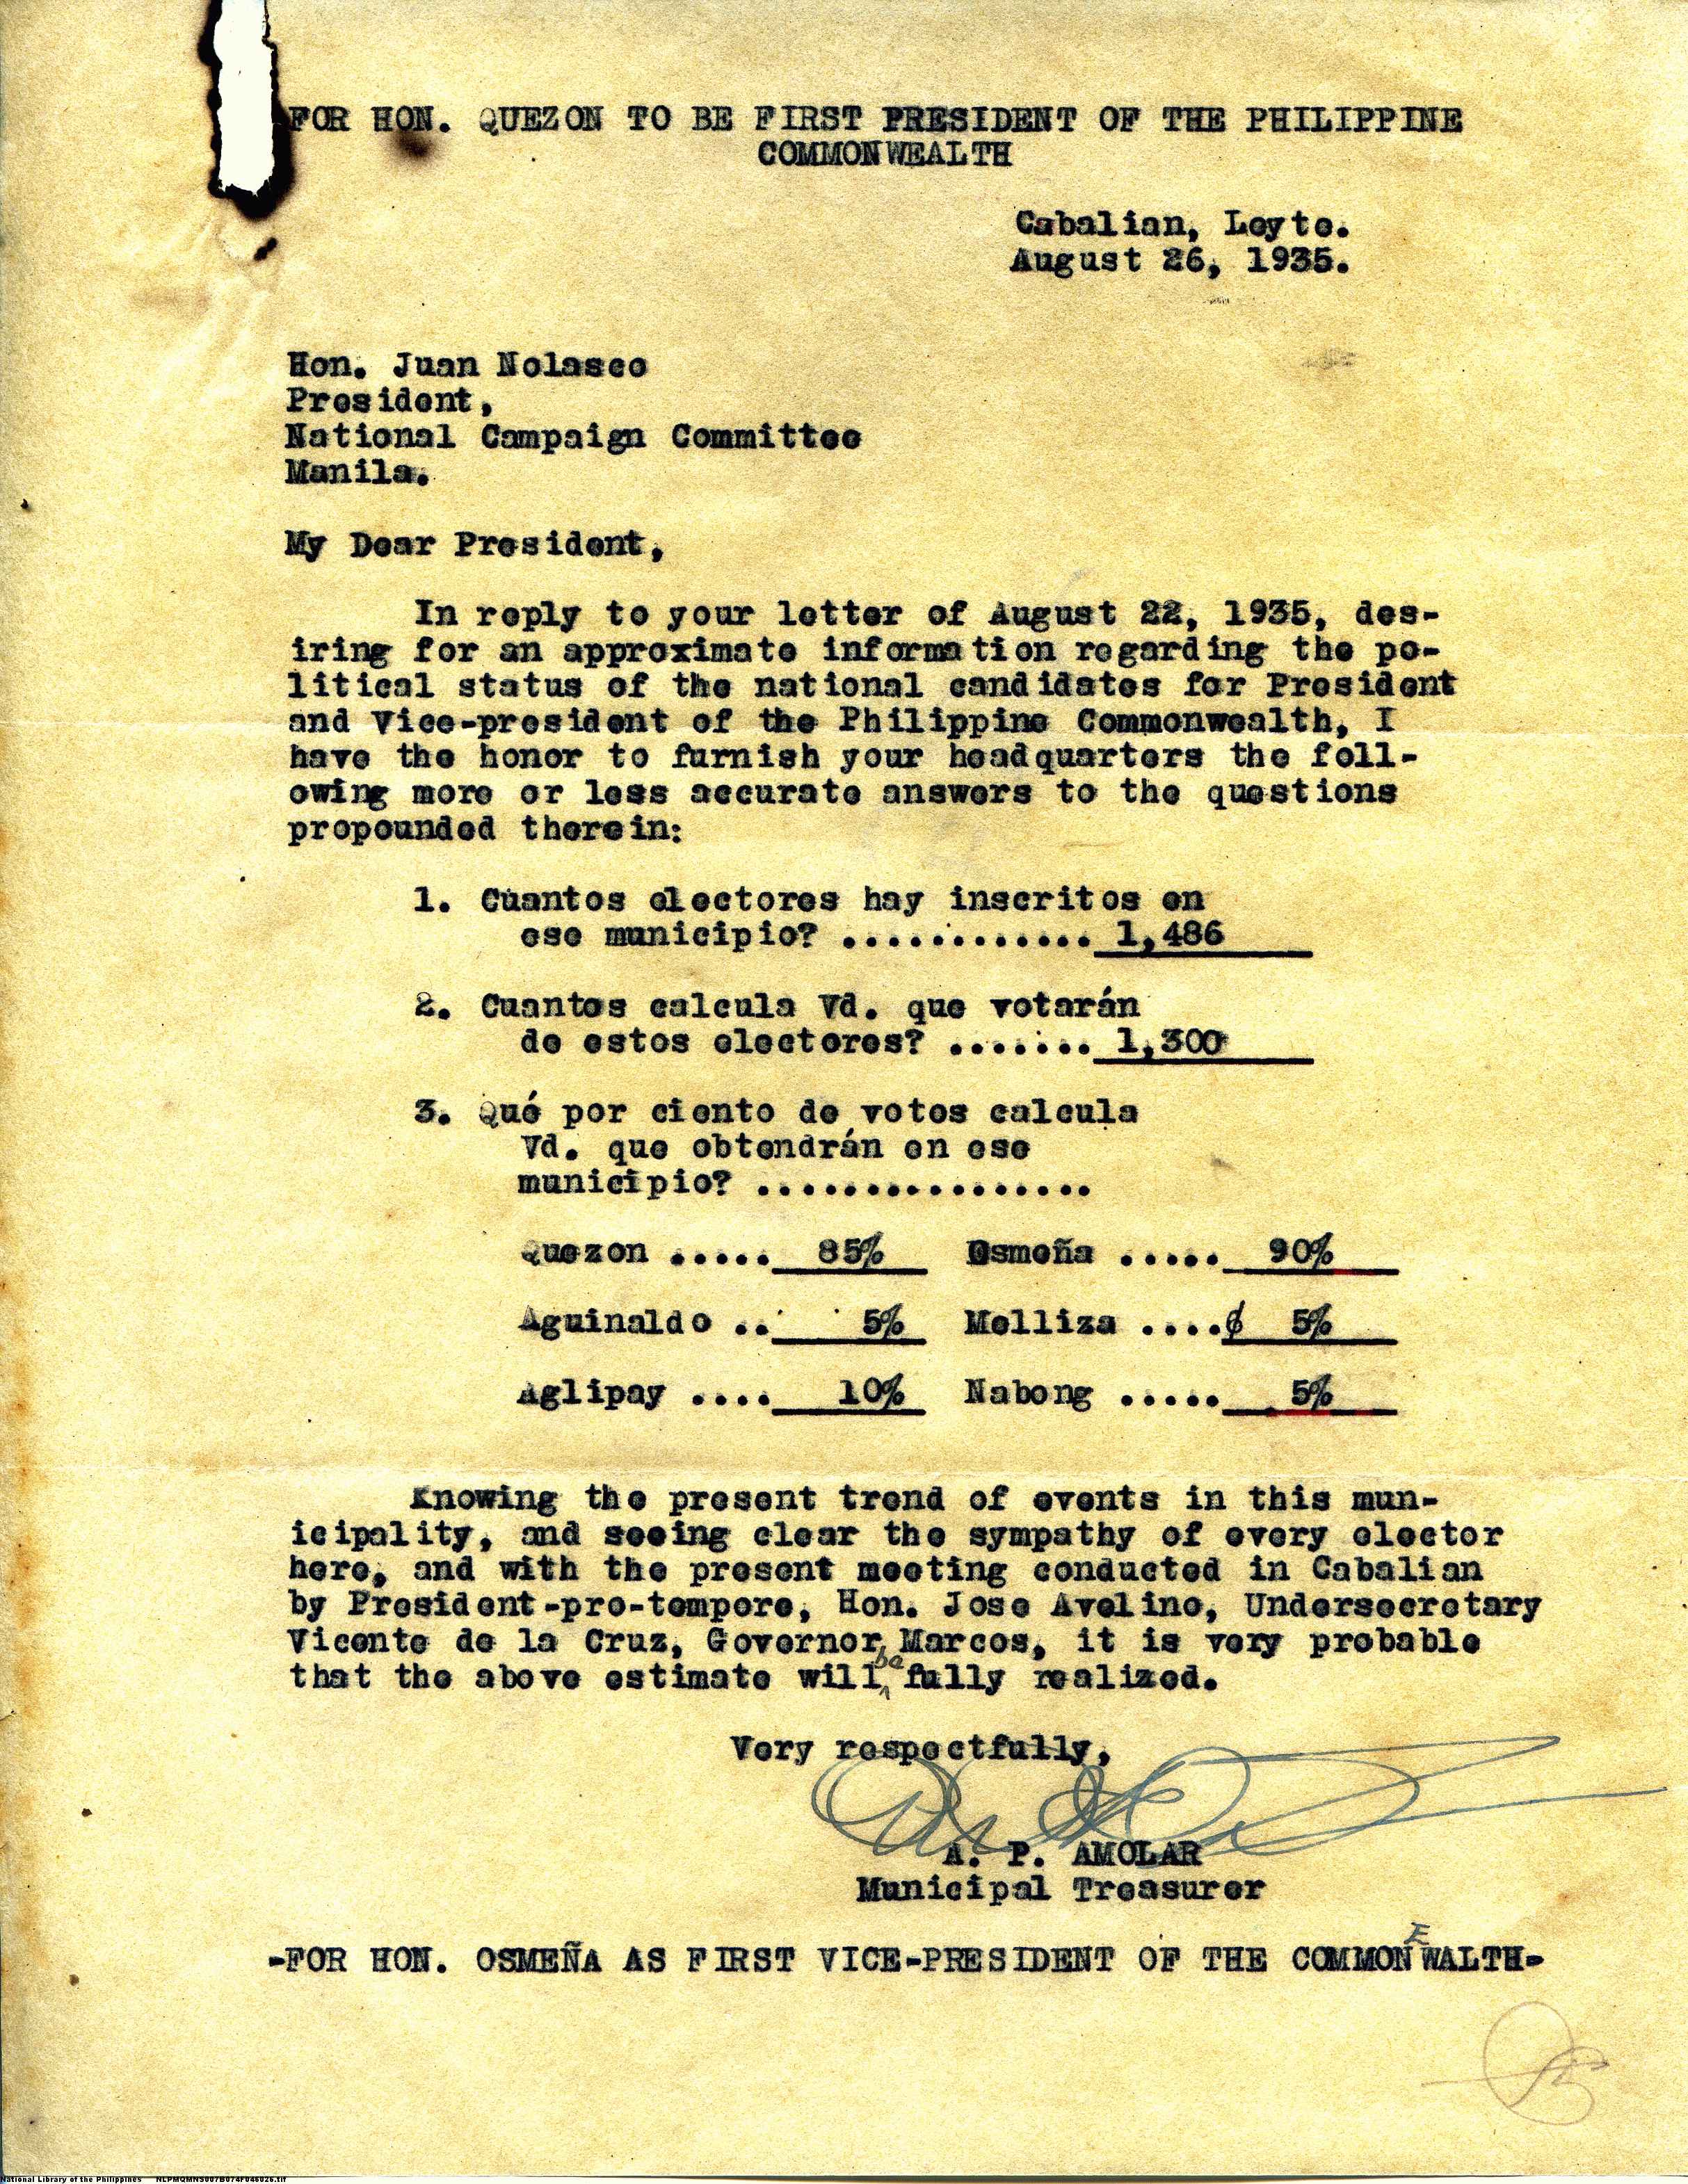 FOR HON. QUEZON TO BE FIRST PRESIDENT OF THE PHILIPPINE
COMMONWEALTH
Cabalian, Leyte.
August 26, 1935.
Hon. Juan Nolasco
President,
National Campaign Committee
Manila.
My Dear President,
In reply to your letter of August 22, 1935, des-
iring for an approximate information regarding the po-
litical status of the national candidates for President
and Vice-president of the Philippine Commonwealth, I
have the honor to furnish your headquarters the foll-
owing more or less accurate answers to the questions
propounded therein:
1. Cuantos electores hay inscritos en
ese municipio? ............ 1,486
2. Cuantos calcula Vd. que votarán
de estos electores? ....... 1,300
3. Qué por ciento de votos calcula
Vd. que obtendrán en ese
municipio? ................
Quezon ..... 85% Osmeña ..... 90%
Aguinaldo .. 5% Melliza .... 5%
Aglipay .... 10% Nabong ..... 5%
Knowing the present trend of events in this mun-
icipality, and seeing clear the sympathy of every elector
here, and with the present meeting conducted in Cabalian
by President-pro-tempore, Hon. Jose Avelino, Undersecretary
Vicente de la Cruz, Governor Marcos, it is very probable
that the above estimate will be fully realized.
Very respectfully,
A. P. AMOLAR
Municipal Treasurer
-FOR HON. OSMEÑA AS FIRST VICE-PRESIDENT OF THE COMMONWEALTH-
National Library of the Philippines NLPMQMNS007B074F046026.tif